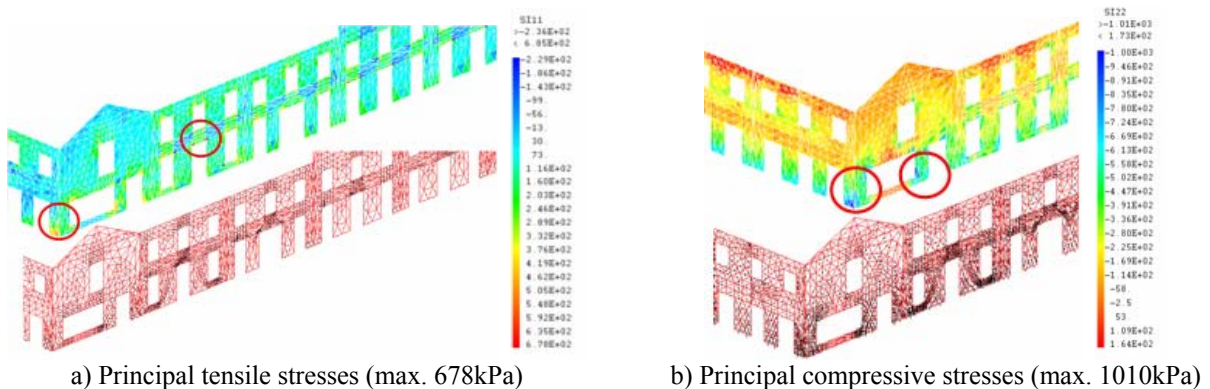 SI11
>-2.36E+02
< 6.85E+02
-2.29E+02
-1.86E+02
-1.43E+02
-99.
-56.
-13.
30.
73.
1.16E+02
1.60E+02
2.03E+02
2.46E+02
2.89E+02
3.32E+02
3.76E+02
4.19E+02
4.62E+02
5.05E+02
5.48E+02
5.92E+02
6.35E+02
6.78E+02
SI22
>-1.01E+03
< 1.73E+02
-1.00E+03
-9.46E+02
-8.91E+02
-8.35E+02
-7.80E+02
-7.24E+02
-6.69E+02
-6.13E+02
-5.58E+02
-5.02E+02
-4.47E+02
-3.91E+02
-3.36E+02
-2.80E+02
-2.25E+02
-1.69E+02
-1.14E+02
-58.
-2.5
53.
1.09E+02
1.64E+02
a) Principal tensile stresses (max. 678kPa)
b) Principal compressive stresses (max. 1010kPa)